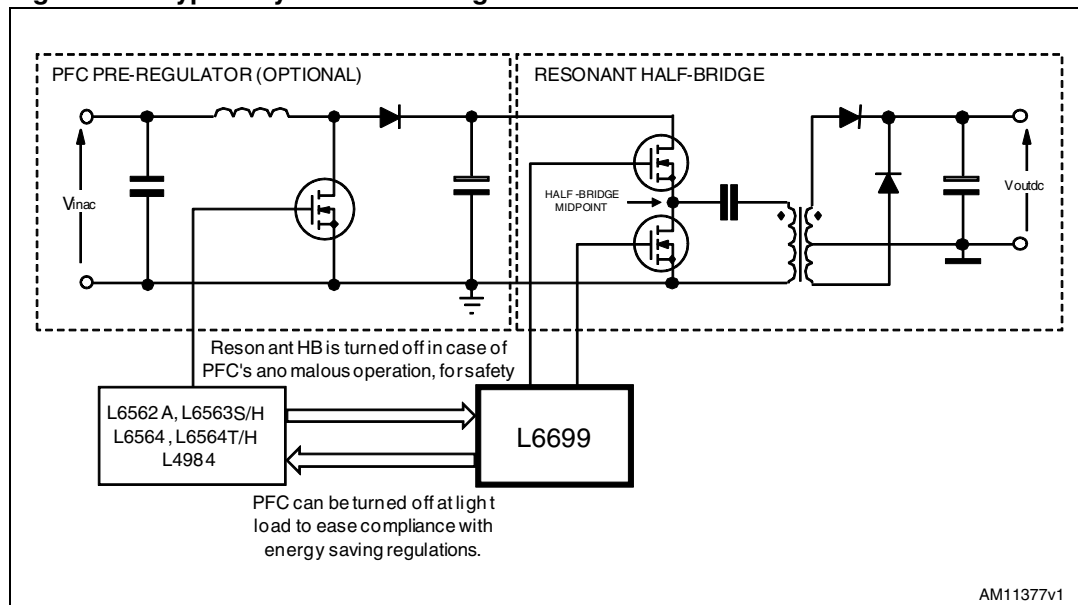 PFC PRE-REGULATOR (OPTIONAL)
RESONANT HALF-BRIDGE
Vinac
HALF-BRIDGE
MIDPOINT
Voutdc
Resonant HB is turned off in case of
PFC's anomalous operation, for safety
L6562A, L6563S/H
L6564, L6564T/H
L4984
L6699
PFC can be turned off at light
load to ease compliance with
energy saving regulations.
AM11377v1